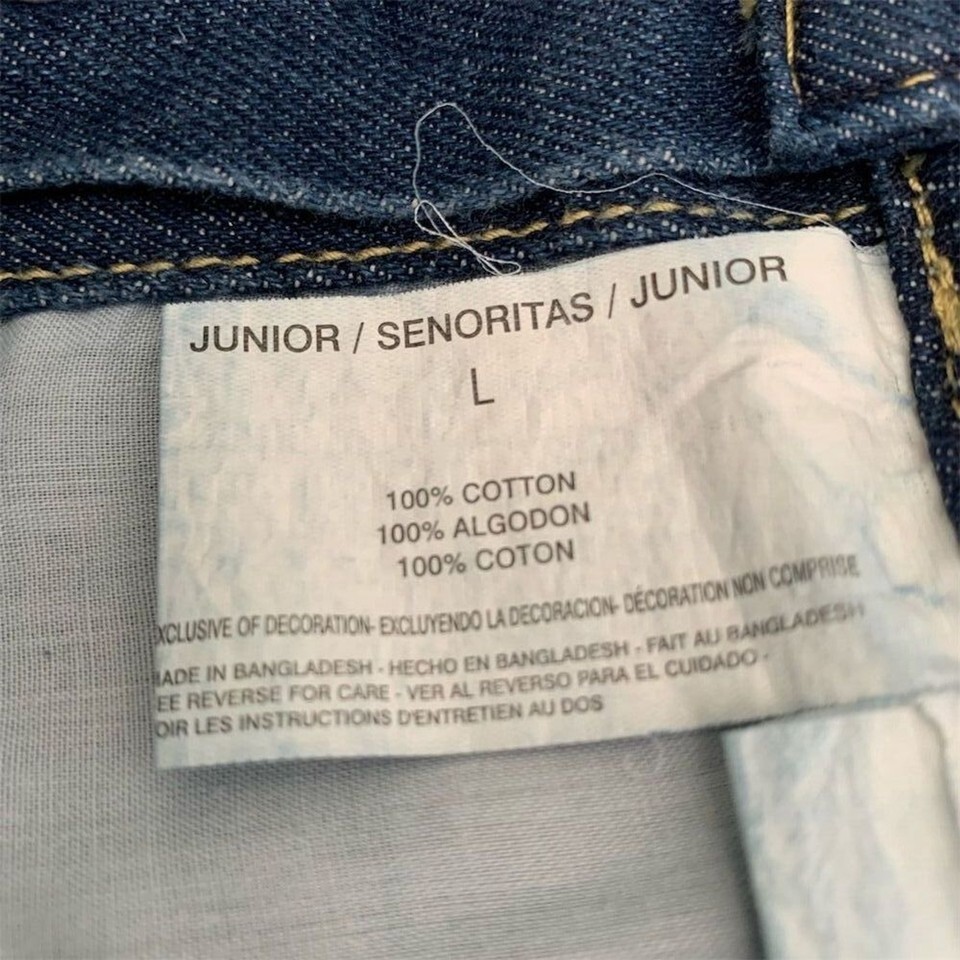 JUNIOR / SENORITAS / JUNIOR
L
100% COTTON
100% ALGODON
100% COTON
XCLUSIVE OF DECORATION- EXCLUYENDO LA DECORACION- DÉCORATION NON COMPRISE
MADE IN BANGLADESH - HECHO EN BANGLADESH - FAIT AU BANGLADESH
EE REVERSE FOR CARE - VER AL REVERSO PARA EL CUIDADO -
OIR LES INSTRUCTIONS D'ENTRETIEN AU DOS